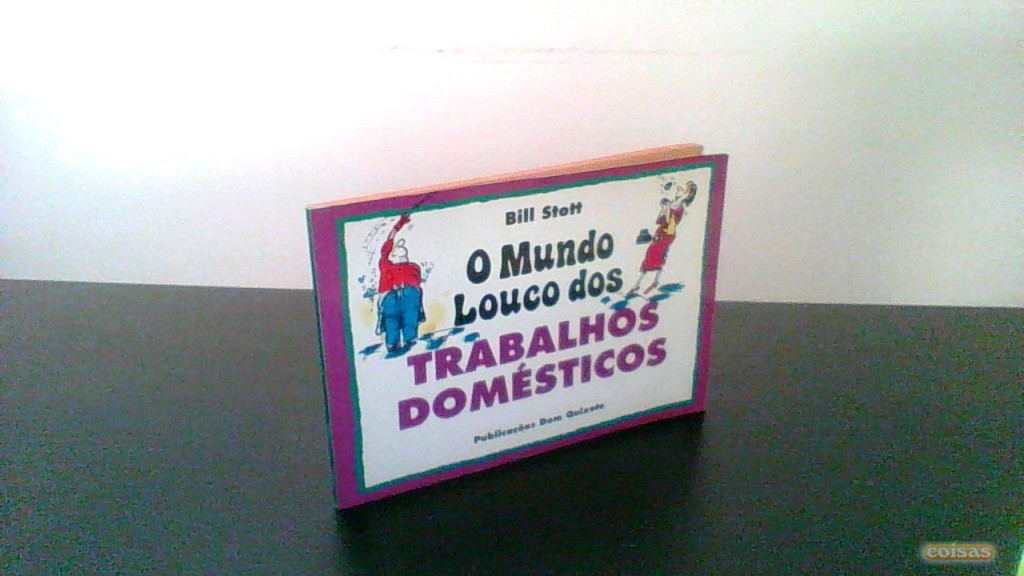 Bill Stott
O Mundo
Louco dos
TRABALHOS
DOMÉSTICOS
Publicações Dom Quixote
coisas